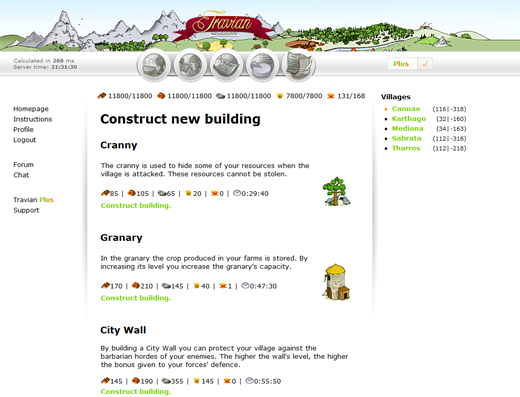 Travian
Calculated in 268 ms
Server time: 21:31:30
Plus
11800/11800 11800/11800 11800/11800 7800/7800 131/168
Villages
Homepage
Instructions
Profile
Logout
Forum
Chat
Travian Plus
Support
Construct new building
Cranny
The cranny is used to hide some of your resources when the
village is attacked. These resources cannot be stolen.
85 | 105 | 65 | 20 | 0 | 0:29:40
Construct building.
Granary
In the granary the crop produced in your farms is stored. By
increasing its level you increase the granary's capacity.
170 | 210 | 145 | 40 | 1 | 0:47:30
Construct building.
City Wall
By building a City Wall you can protect your village against the
barbarian hordes of your enemies. The higher the wall's level, the higher
the bonus given to your forces' defence.
145 | 190 | 355 | 145 | 0 | 0:55:50
Construct building.
Cannae (116|-318)
Karthago (32|-160)
Mediana (34|-163)
Sabrata (116|-316)
Tharros (112|-218)